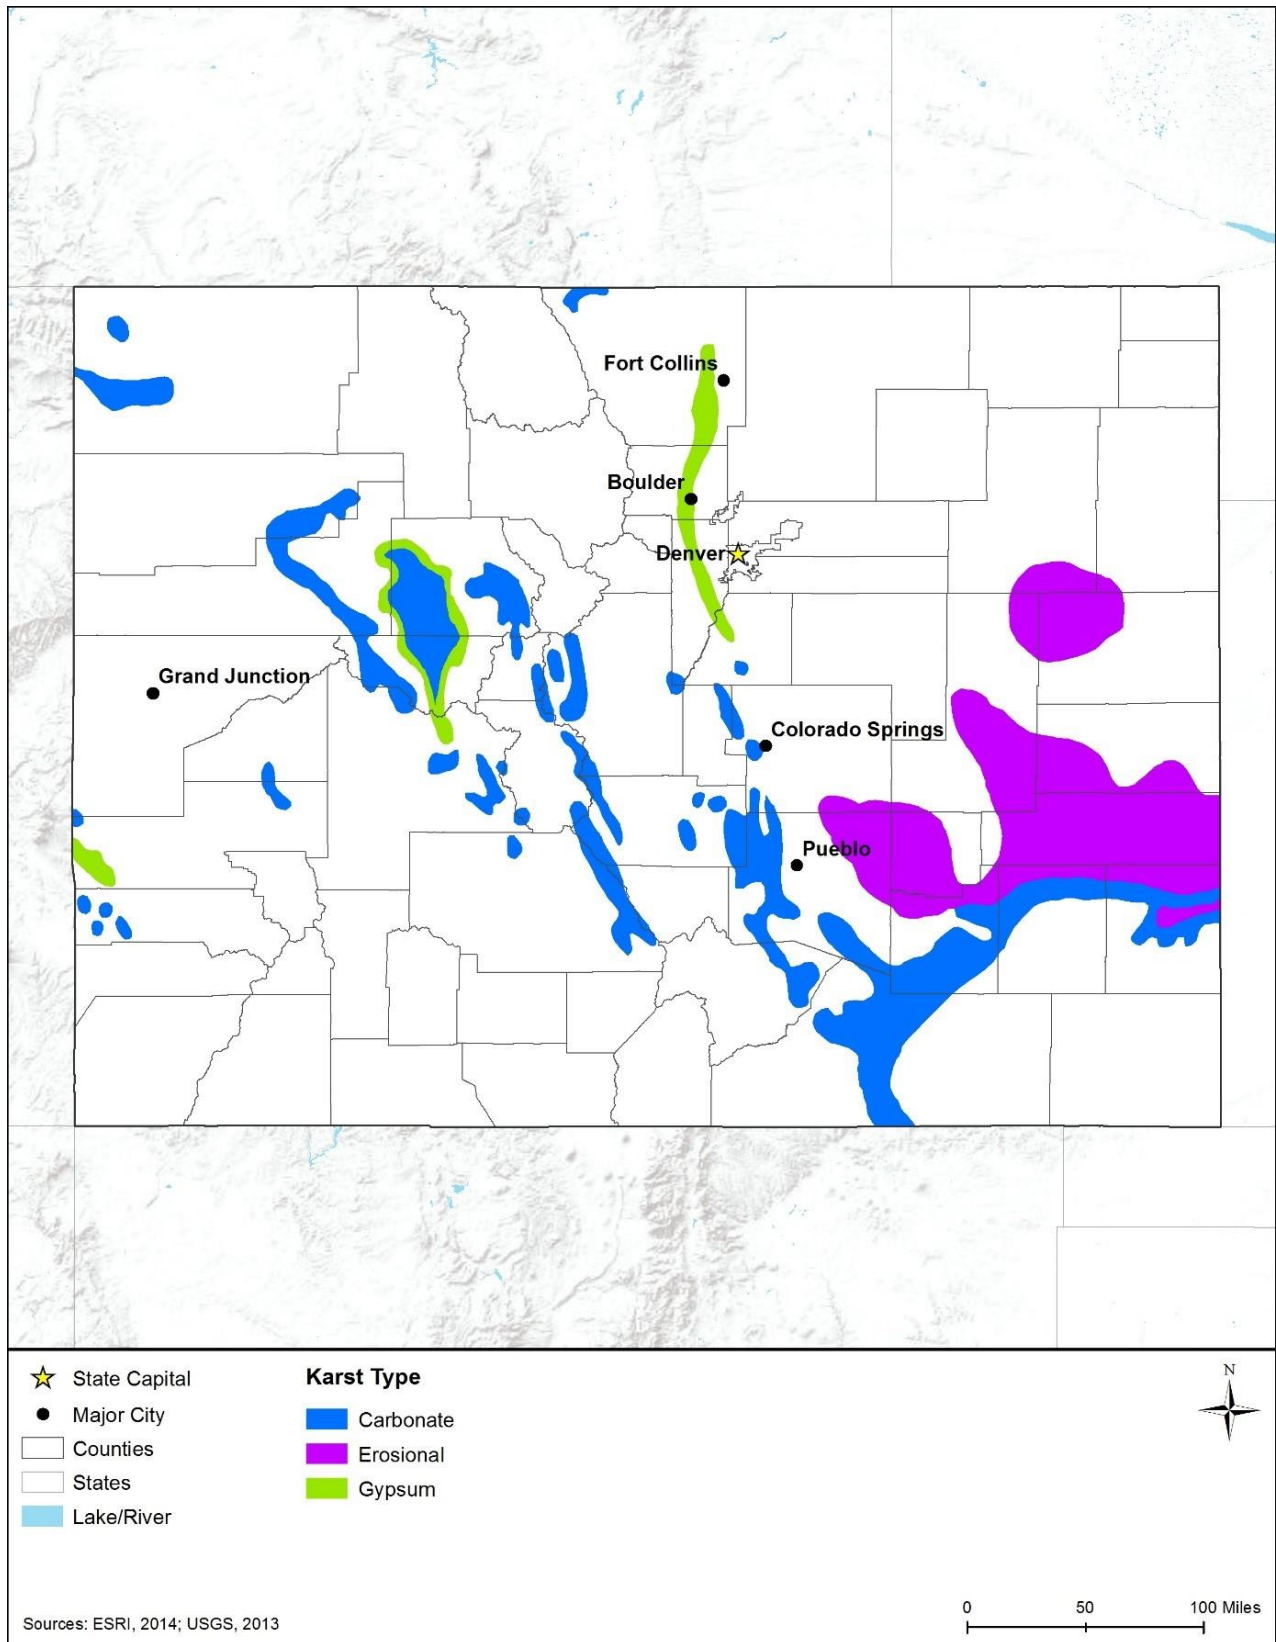 Fort Collins
Boulder
Denver
Grand Junction
Colorado Springs
Pueblo
State Capital
Major City
Counties
States
Lake/River
Karst Type
Carbonate
Erosional
Gypsum
N
Sources: ESRI, 2014; USGS, 2013
0 50 100 Miles